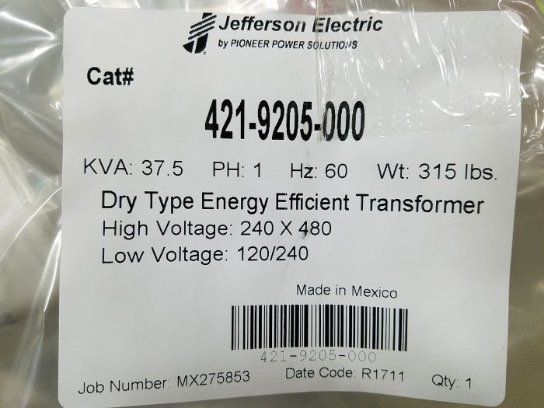 Jefferson Electric
by PIONEER POWER SOLUTIONS
Cat#
421-9205-000
KVA: 37.5 PH: 1 Hz: 60 Wt: 315 lbs.
Dry Type Energy Efficient Transformer
High Voltage: 240 X 480
Low Voltage: 120/240
Made in Mexico
421-9205-000
Job Number: MX275853 Date Code: R1711 Qty: 1